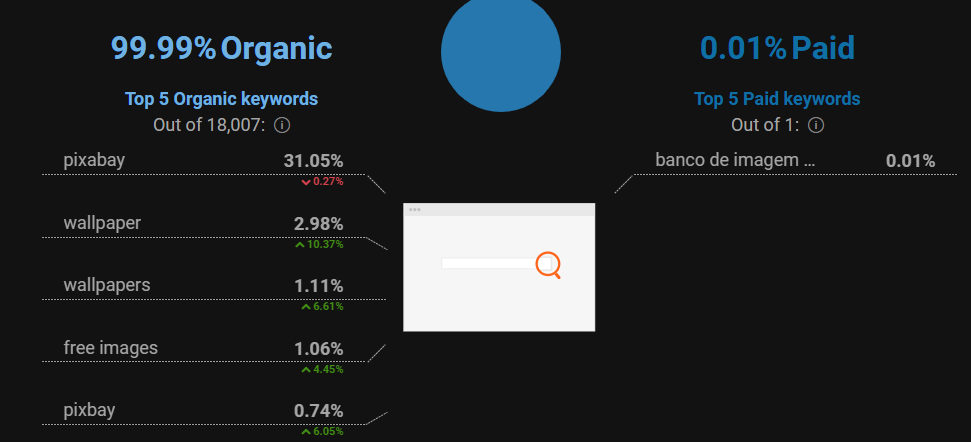 99.99% Organic
0.01% Paid
Top 5 Organic keywords
Out of 18,007:
Top 5 Paid keywords
Out of 1:
pixabay 31.05%
0.27%
wallpaper 2.98%
10.37%
wallpapers 1.11%
6.61%
free images 1.06%
4.45%
pixbay 0.74%
6.05%
banco de imagem ... 0.01%